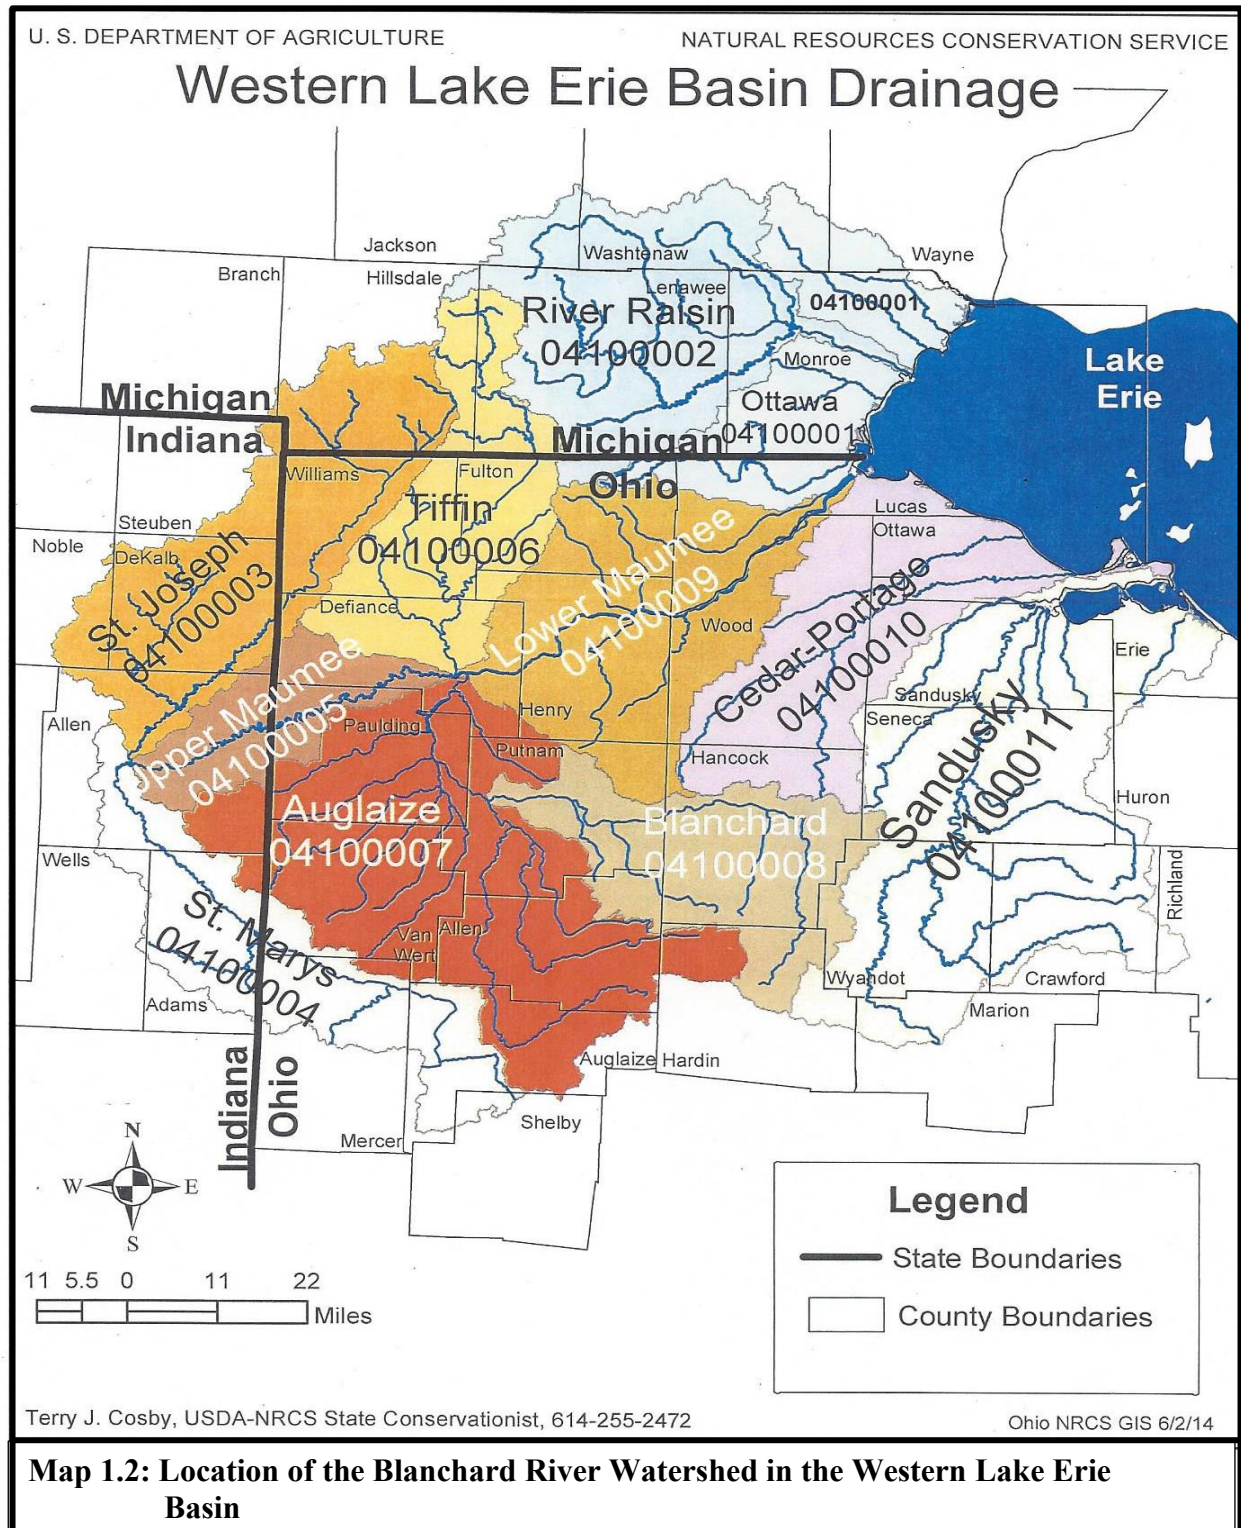 U. S. DEPARTMENT OF AGRICULTURE
NATURAL RESOURCES CONSERVATION SERVICE
Western Lake Erie Basin Drainage
Jackson
Branch
Hillsdale
Washtenaw
Wayne
Lenawee
River Raisin
04100002
04100001
Monroe
Ottawa
04100001
Lake
Erie
Michigan
Indiana
Michigan
Ohio
Williams
Fulton
Tiffin
04100006
Lucas
Ottawa
Steuben
Noble
DeKalb
St. Joseph
04100003
Defiance
Lower Maumee
04100009
Wood
Cedar-Portage
04100010
Erie
Sandusky
Seneca
Sandusky
04100011
Upper Maumee
04100005
Allen
Paulding
Henry
Putnam
Hancock
Huron
Auglaize
04100007
Blanchard
04100008
Wells
Richland
St. Marys
04100004
Van
Wert
Allen
Wyandot
Crawford
Adams
Marion
Auglaize
Hardin
Indiana
Ohio
Shelby
Mercer
N
W
E
S
11 5.5 0 11 22
Miles
Legend
State Boundaries
County Boundaries
Terry J. Cosby, USDA-NRCS State Conservationist, 614-255-2472
Ohio NRCS GIS 6/2/14
Map 1.2: Location of the Blanchard River Watershed in the Western Lake Erie
Basin